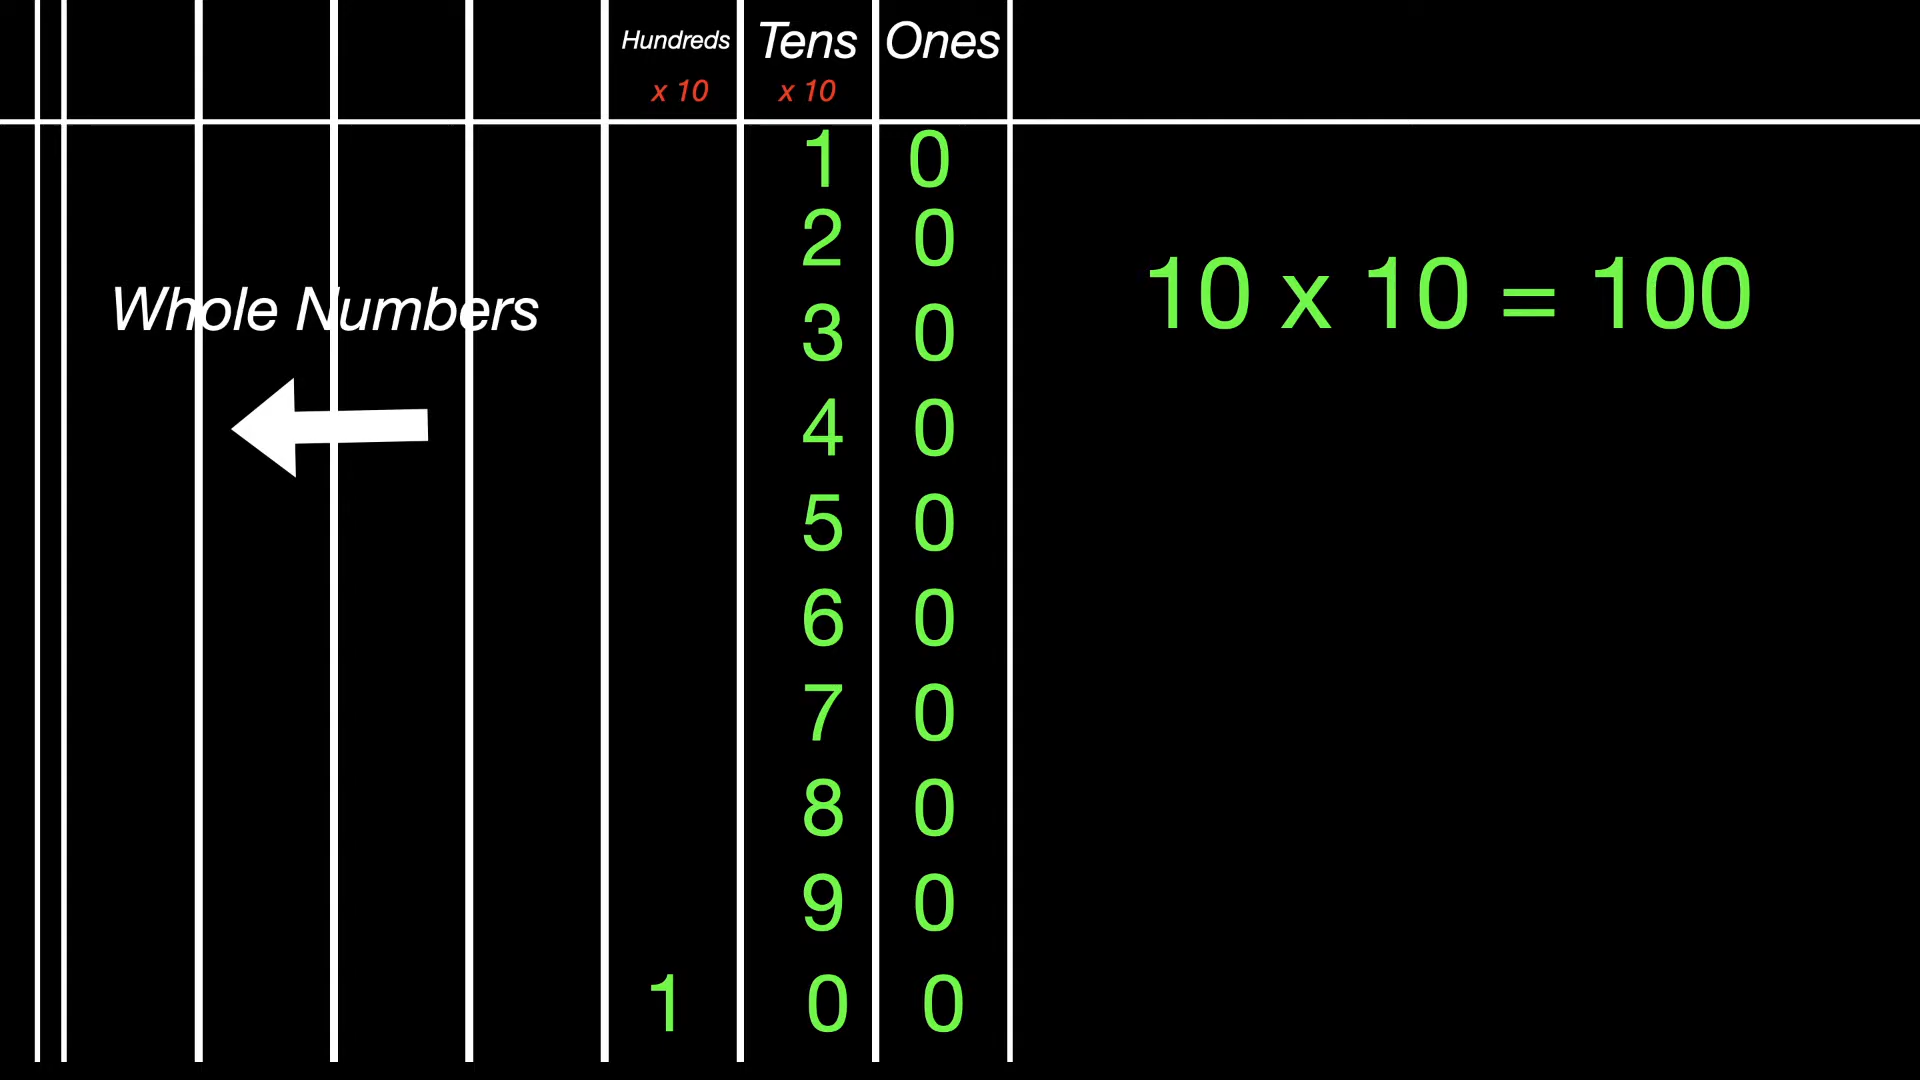 Hundreds Tens Ones
x 10 x 10
1 0
2 0
Whole Numbers
10 x 10 = 100
3 0
4 0
5 0
6 0
7 0
8 0
9 0
1 0 0